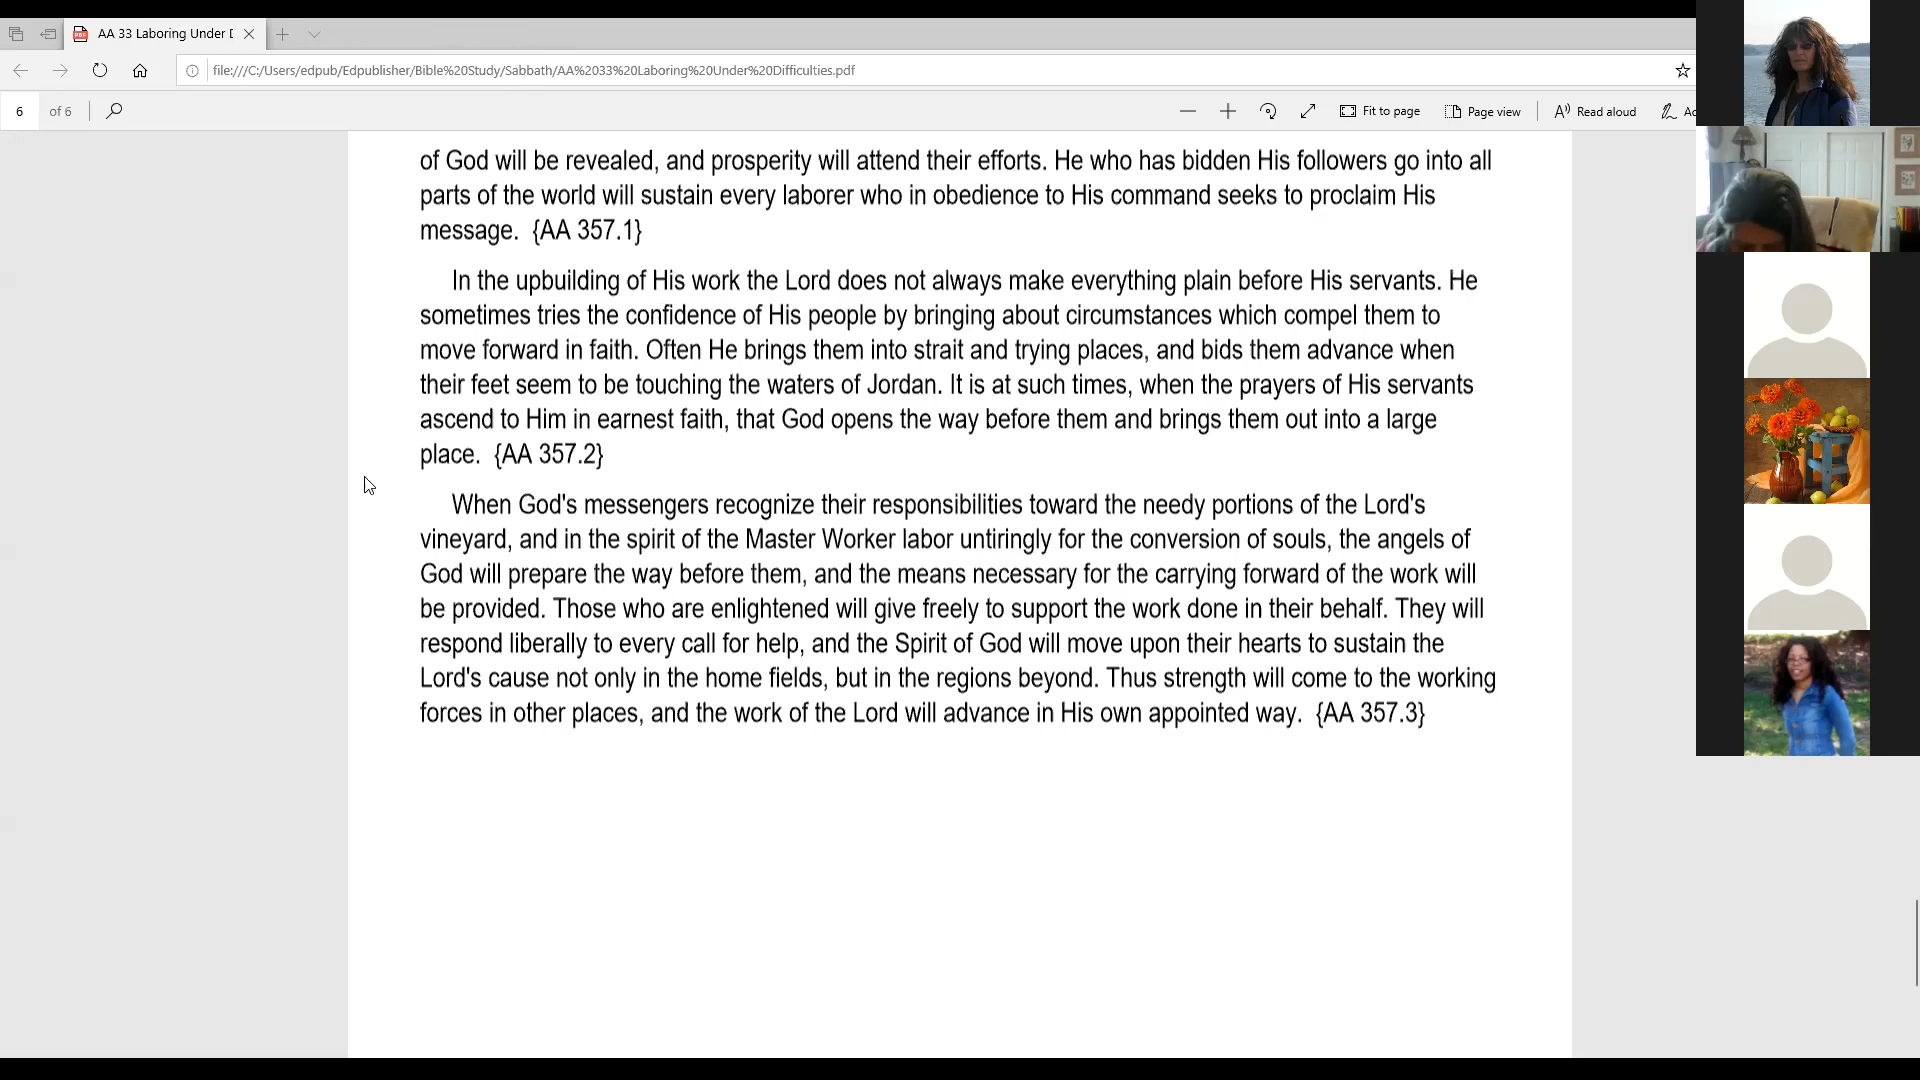 AA 33 Laboring Under D
file:///C:/Users/edpub/Edpublisher/Bible%20Study/Sabbath/AA%2033%20Laboring%20Under%20Difficulties.pdf
6 of 6 Fit to page Page view Read aloud
of God will be revealed, and prosperity will attend their efforts. He who has bidden His followers go into all
parts of the world will sustain every laborer who in obedience to His command seeks to proclaim His
message. {AA 357.1}
In the upbuilding of His work the Lord does not always make everything plain before His servants. He
sometimes tries the confidence of His people by bringing about circumstances which compel them to
move forward in faith. Often He brings them into strait and trying places, and bids them advance when
their feet seem to be touching the waters of Jordan. It is at such times, when the prayers of His servants
ascend to Him in earnest faith, that God opens the way before them and brings them out into a large
place. {AA 357.2}
When God's messengers recognize their responsibilities toward the needy portions of the Lord's
vineyard, and in the spirit of the Master Worker labor untiringly for the conversion of souls, the angels of
God will prepare the way before them, and the means necessary for the carrying forward of the work will
be provided. Those who are enlightened will give freely to support the work done in their behalf. They will
respond liberally to every call for help, and the Spirit of God will move upon their hearts to sustain the
Lord's cause not only in the home fields, but in the regions beyond. Thus strength will come to the working
forces in other places, and the work of the Lord will advance in His own appointed way. {AA 357.3}